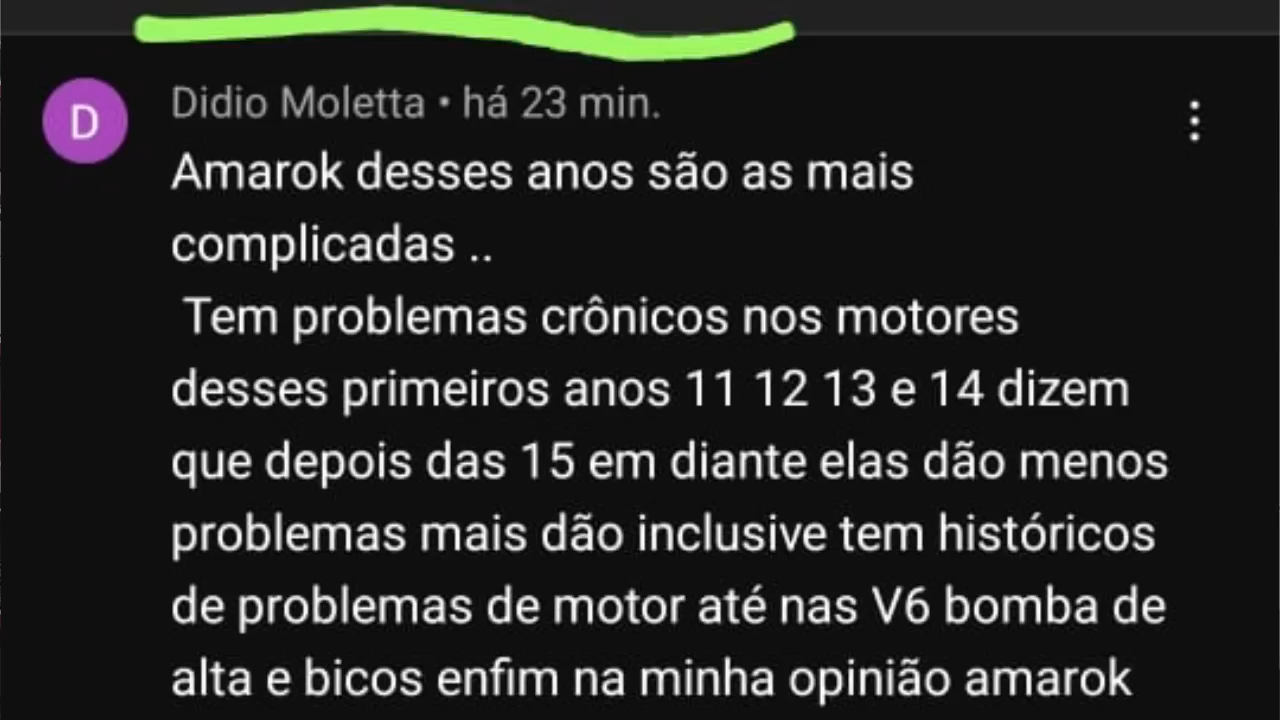 D
Didio Moletta • há 23 min.
Amarok desses anos são as mais
complicadas ..
Tem problemas crônicos nos motores
desses primeiros anos 11 12 13 e 14 dizem
que depois das 15 em diante elas dão menos
problemas mais dão inclusive tem históricos
de problemas de motor até nas V6 bomba de
alta e bicos enfim na minha opinião amarok